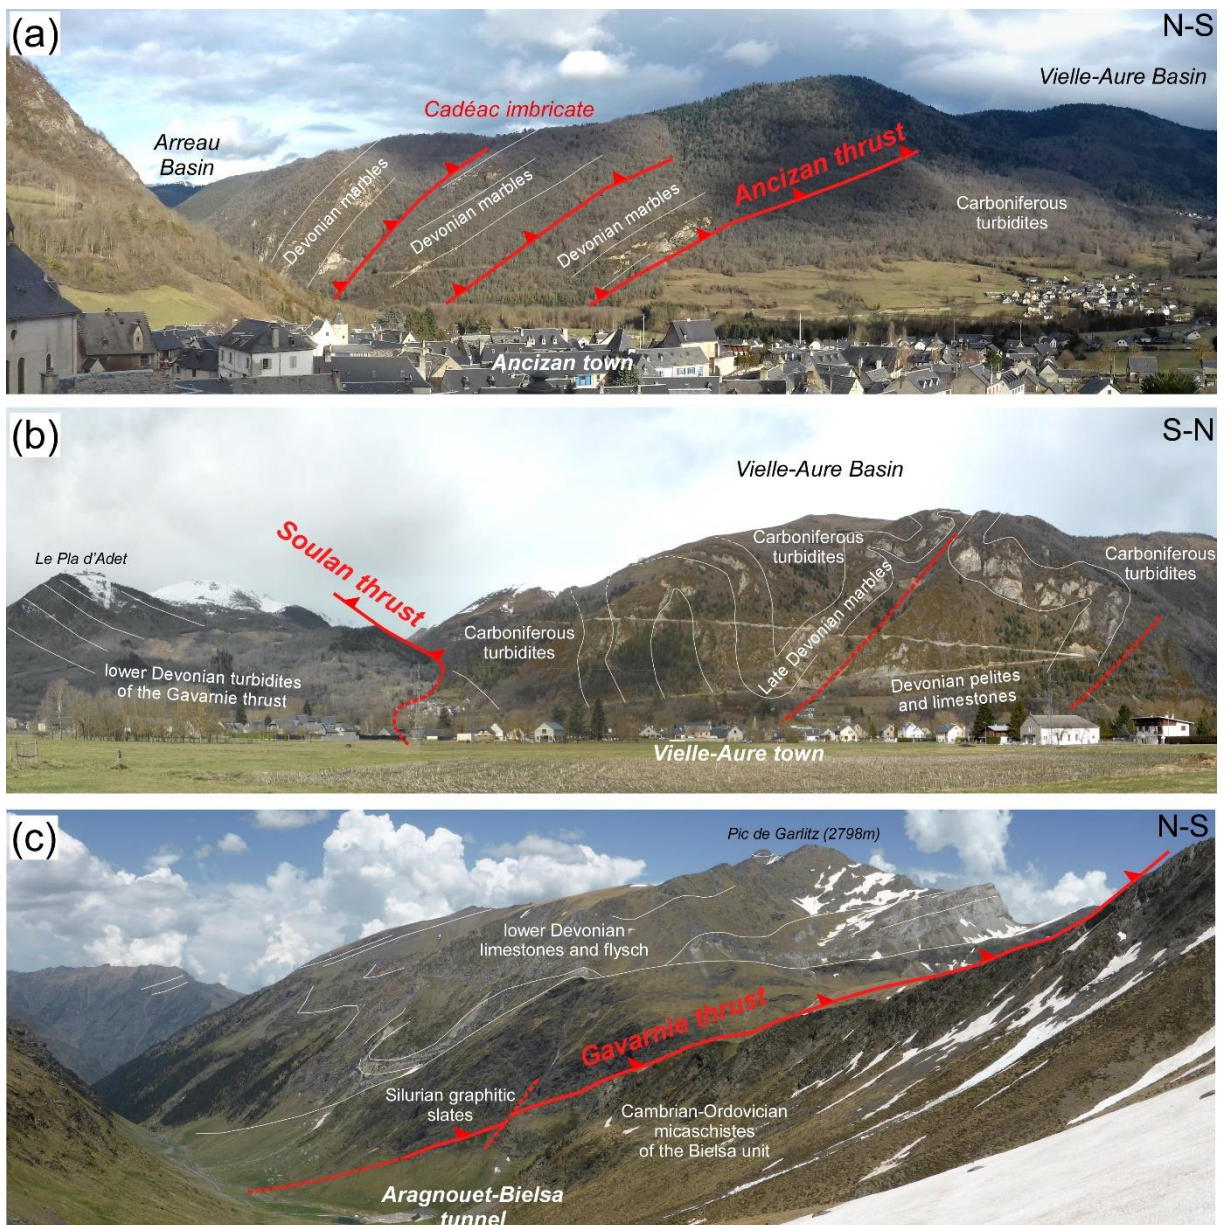 (a)
N-S
Vielle-Aure Basin
Cadéac imbricate
Arreau
Basin
Ancizan thrust
Devonian marbles
Devonian marbles
Devonian marbles
Carboniferous
turbidites
Ancizan town
(b)
S-N
Vielle-Aure Basin
Soulan thrust
Le Pla d'Adet
Carboniferous
turbidites
Carboniferous
turbidites
Carboniferous
turbidites
Late Devonian marbles
lower Devonian turbidites
of the Gavarnie thrust
Devonian pelites
and limestones
Vielle-Aure town
(c)
N-S
Pic de Garlitz (2798m)
lower Devonian
limestones and flysch
Gavarnie thrust
Silurian graphitic
slates
Cambrian-Ordovician
micaschistes
of the Bielsa unit
Aragnouet-Bielsa
tunnel